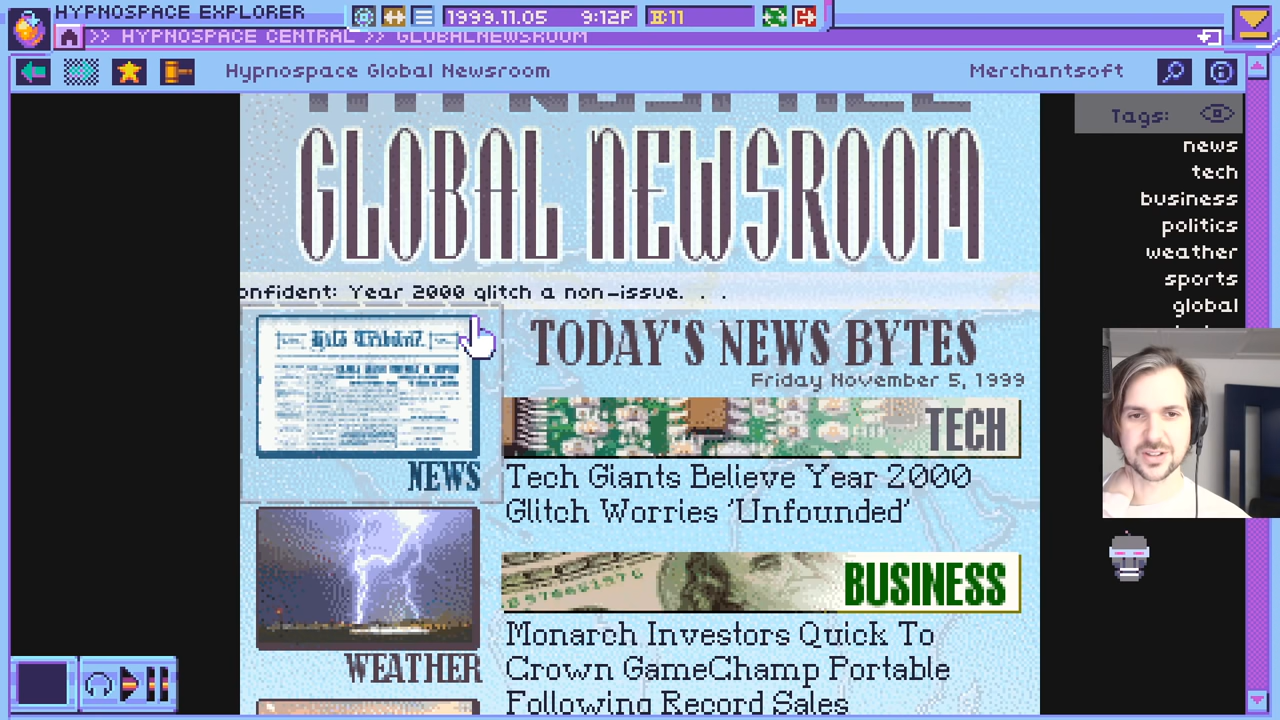 HYPNOSPACE EXPLORER
1999.11.05 9:12P
:11
>> HYPNOSPACE CENTRAL >> GLOBALNEWSROOM
Hypnospace Global Newsroom
Merchantsoft
HYPNOSPACE
GLOBAL NEWSROOM
onfident: Year 2000 glitch a non-issue. . .
Tags:
news
tech
business
politics
weather
sports
global
NEWS
WEATHER
TODAY'S NEWS BYTES
Friday November 5, 1999
TECH
Tech Giants Believe Year 2000
Glitch Worries 'Unfounded'
BUSINESS
Monarch Investors Quick To
Crown GameChamp Portable
Following Record Sales